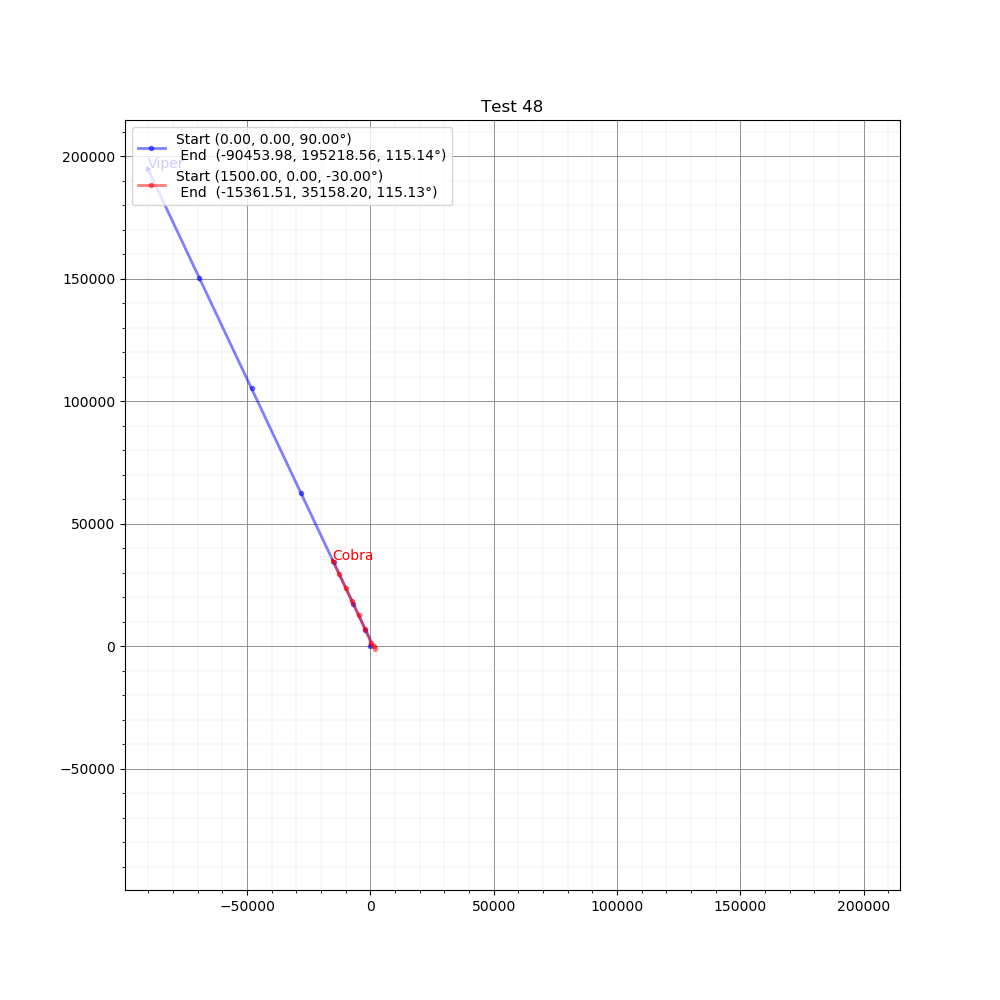 Test 48
Start (0.00, 0.00, 90.00°)
End (-90453.98, 195218.56, 115.14°)
Start (1500.00, 0.00, -30.00°)
End (-15361.51, 35158.20, 115.13°)
Viper
Cobra
200000
150000
100000
50000
0
−50000
−50000
0
50000
100000
150000
200000